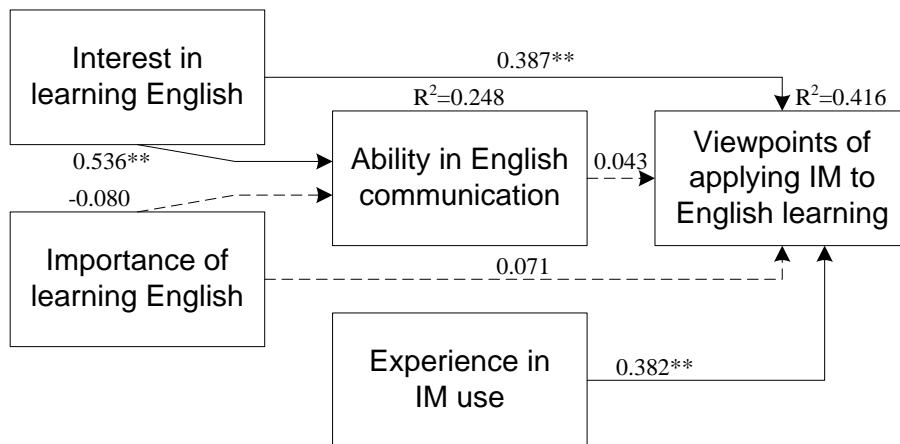 Interest in
learning English
0.387**
R²=0.248
R²=0.416
0.536**
Ability in English
communication
0.043
Viewpoints of
applying IM to
English learning
-0.080
Importance of
learning English
0.071
Experience in
IM use
0.382**